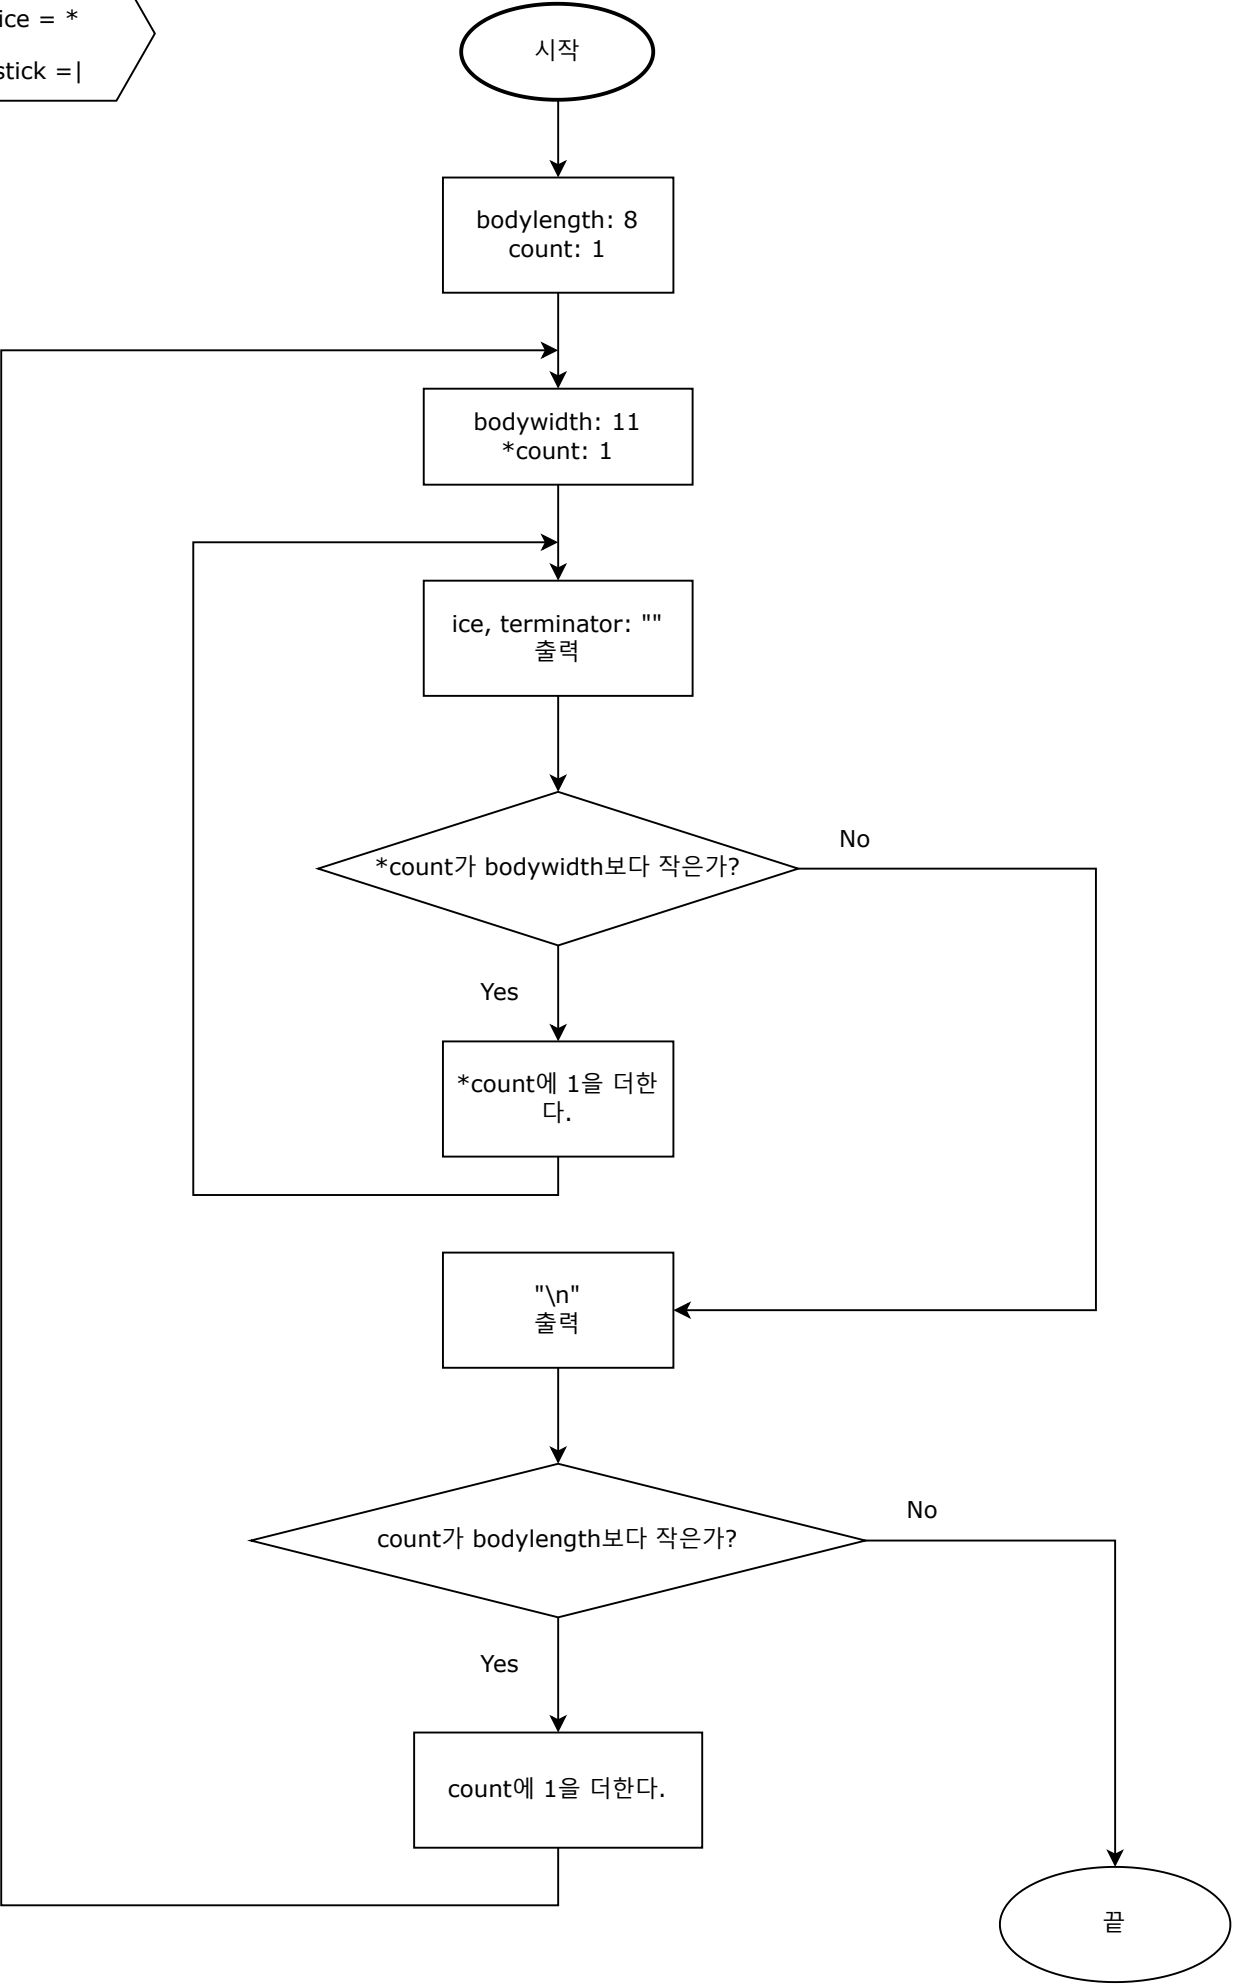 ice = *
stick =|
시작
bodylength: 8
count: 1
bodywidth: 11
*count: 1
ice, terminator: ""
출력
*count가 bodywidth보다 작은가?
No
Yes
*count에 1을 더한
다.
"\n"
출력
count가 bodylength보다 작은가?
No
Yes
count에 1을 더한다.
끝